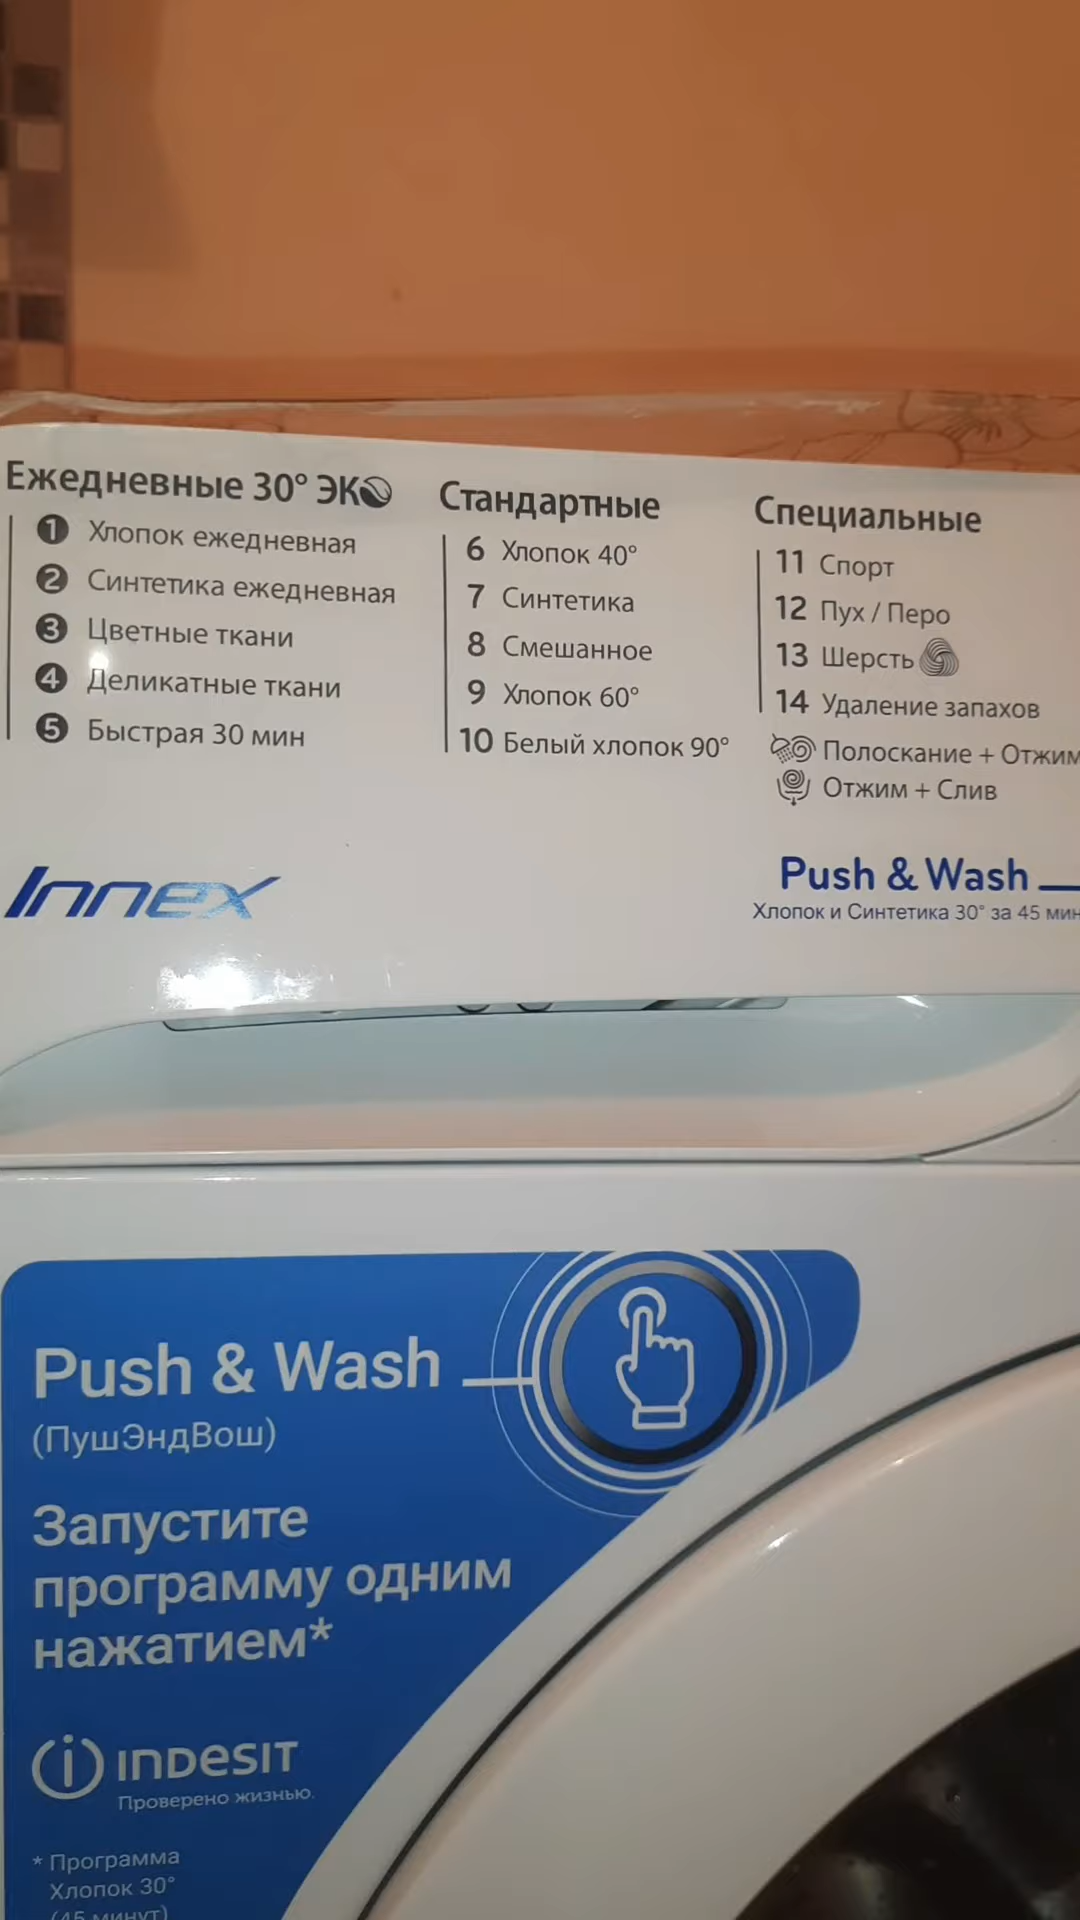 Ежедневные 30° ЭКО
1 Хлопок ежедневная
2 Синтетика ежедневная
3 Цветные ткани
4 Деликатные ткани
5 Быстрая 30 мин
Стандартные
6 Хлопок 40°
7 Синтетика
8 Смешанное
9 Хлопок 60°
10 Белый хлопок 90°
Специальные
11 Спорт
12 Пух / Перо
13 Шерсть
14 Удаление запахов
Полоскание + Отжим
Отжим + Слив
Innex
Push & Wash
Хлопок и Синтетика 30° за 45 мин
Push & Wash
(ПушЭндВош)
Запустите
программу одним
нажатием*
indesit
Проверено жизнью.
* Программа
Хлопок 30°
(45 минут)